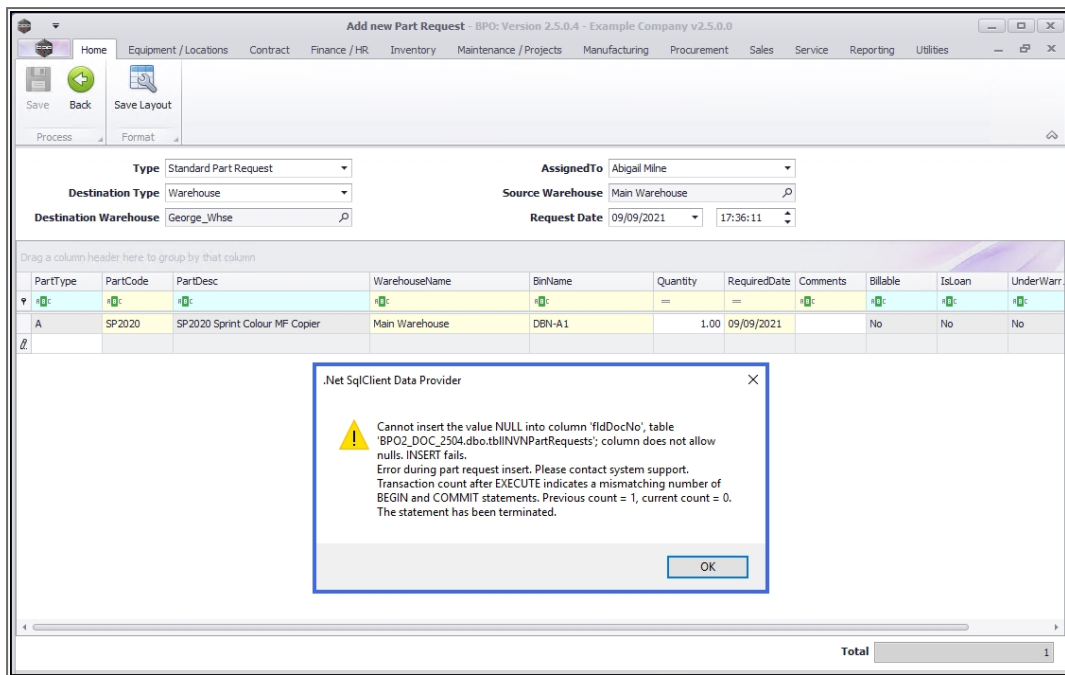 Add new Part Request - BPO: Version 2.5.0.4 - Example Company v2.5.0.0
Home Equipment / Locations Contract Finance / HR Inventory Maintenance / Projects Manufacturing Procurement Sales Service Reporting Utilities
Save Back Save Layout
Process Format
Type Standard Part Request AssignedTo Abigail Milne
Destination Type Warehouse Source Warehouse Main Warehouse
Destination Warehouse George_Whse Request Date 09/09/2021 17:36:11
Drag a column header here to group by that column
PartType PartCode PartDesc WarehouseName BinName Quantity RequiredDate Comments Billable IsLoan UnderWarr.
A SP2020 SP2020 Sprint Colour MF Copier Main Warehouse DBN-A1 1.00 09/09/2021 No No No
.Net SqlClient Data Provider
Cannot insert the value NULL into column 'fldDocNo', table
'BPO2_DOC_2504.dbo.tblINVNPartRequests'; column does not allow
nulls. INSERT fails.
Error during part request insert. Please contact system support.
Transaction count after EXECUTE indicates a mismatching number of
BEGIN and COMMIT statements. Previous count = 1, current count = 0.
The statement has been terminated.
OK
Total 1